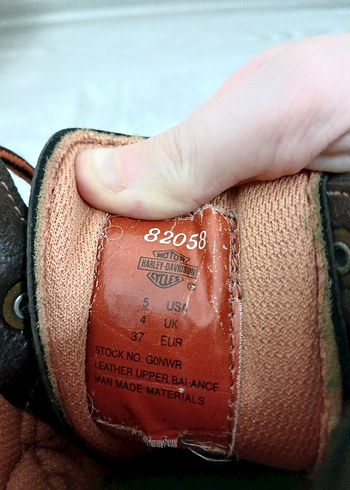 82058
MOTOR
HARLEY-DAVIDSON
CYCLES
5 USA
4 UK
37 EUR
STOCK NO. G0NWR
LEATHER UPPER BALANCE
MAN MADE MATERIALS